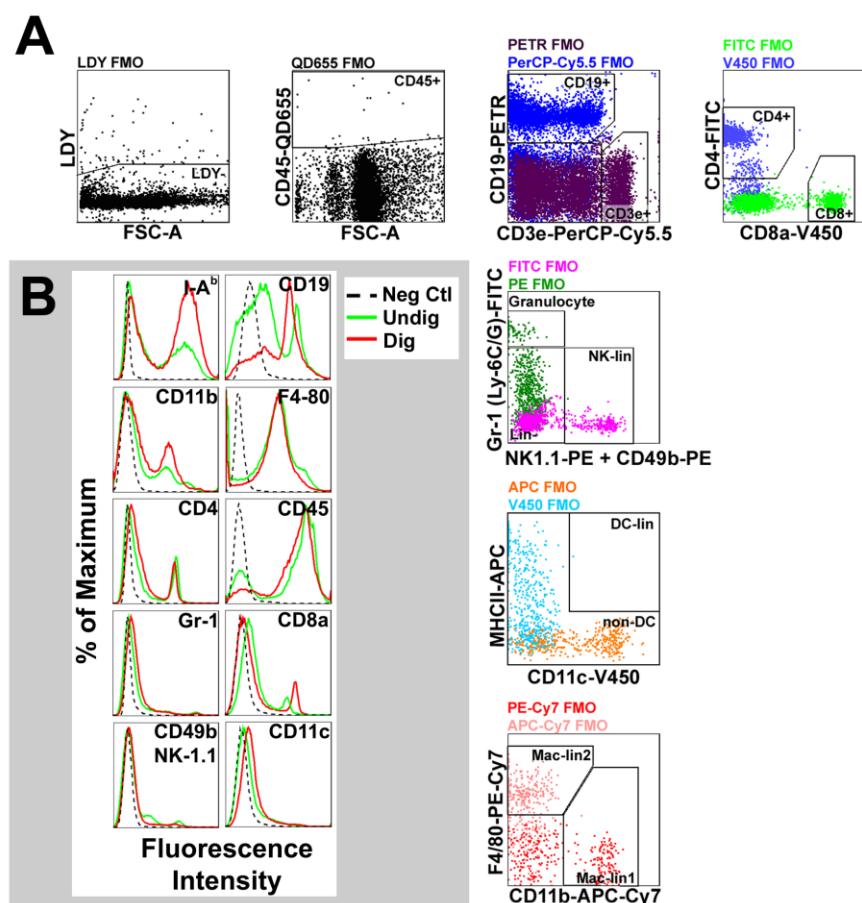 A
LDY FMO
LDY
LDY-
FSC-A
QD655 FMO
CD45+
CD45-QD655
FSC-A
PETR FMO
PerCP-Cy5.5 FMO
CD19+
CD19-PETR
CD3e+
CD3e-PerCP-Cy5.5
FITC FMO
V450 FMO
CD4+
CD4-FITC
CD8+
CD8a-V450
FITC FMO
PE FMO
Granulocyte
NK-lin
Gr-1 (Ly-6C/G)-FITC
Lin-
NK1.1-PE + CD49b-PE
APC FMO
V450 FMO
DC-lin
MHCII-APC
non-DC
CD11c-V450
PE-Cy7 FMO
APC-Cy7 FMO
Mac-lin2
F4/80-PE-Cy7
Mac-lin1
CD11b-APC-Cy7
B
I-Ab
CD19
Neg Ctl
Undig
Dig
CD11b
F4-80
CD4
CD45
% of Maximum
Gr-1
CD8a
CD49b
NK-1.1
CD11c
Fluorescence
Intensity